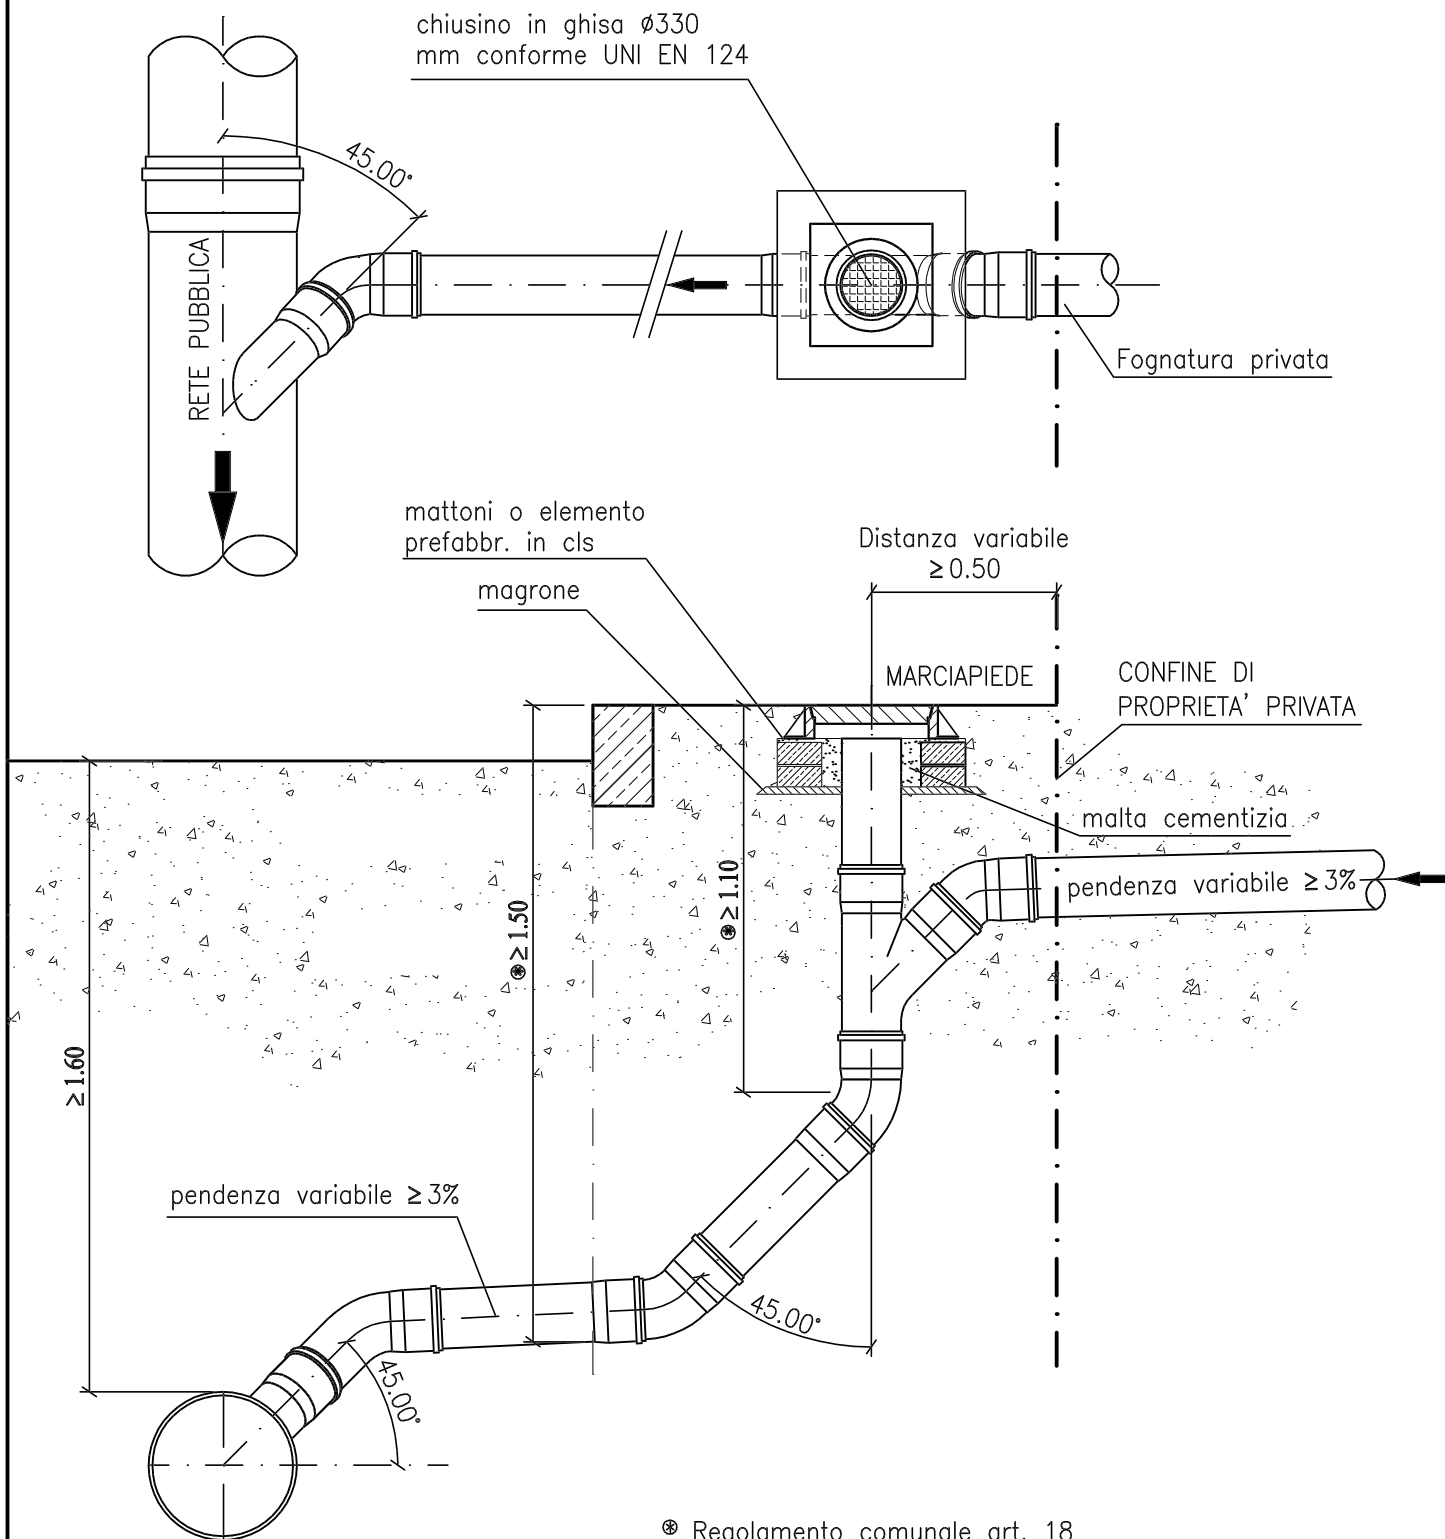 chiusino in ghisa ø330
mm conforme UNI EN 124
45.00°
RETE PUBBLICA
Fognatura privata
mattoni o elemento
prefabbr. in cls
magrone
Distanza variabile
≥0.50
MARCIAPIEDE
CONFINE DI
PROPRIETA' PRIVATA
malta cementizia
pendenza variabile ≥3%
⊛≥1.10
⊛≥1.50
≥1.60
pendenza variabile ≥3%
45.00°
45.00°
⊛ Regolamento comunale art. 18